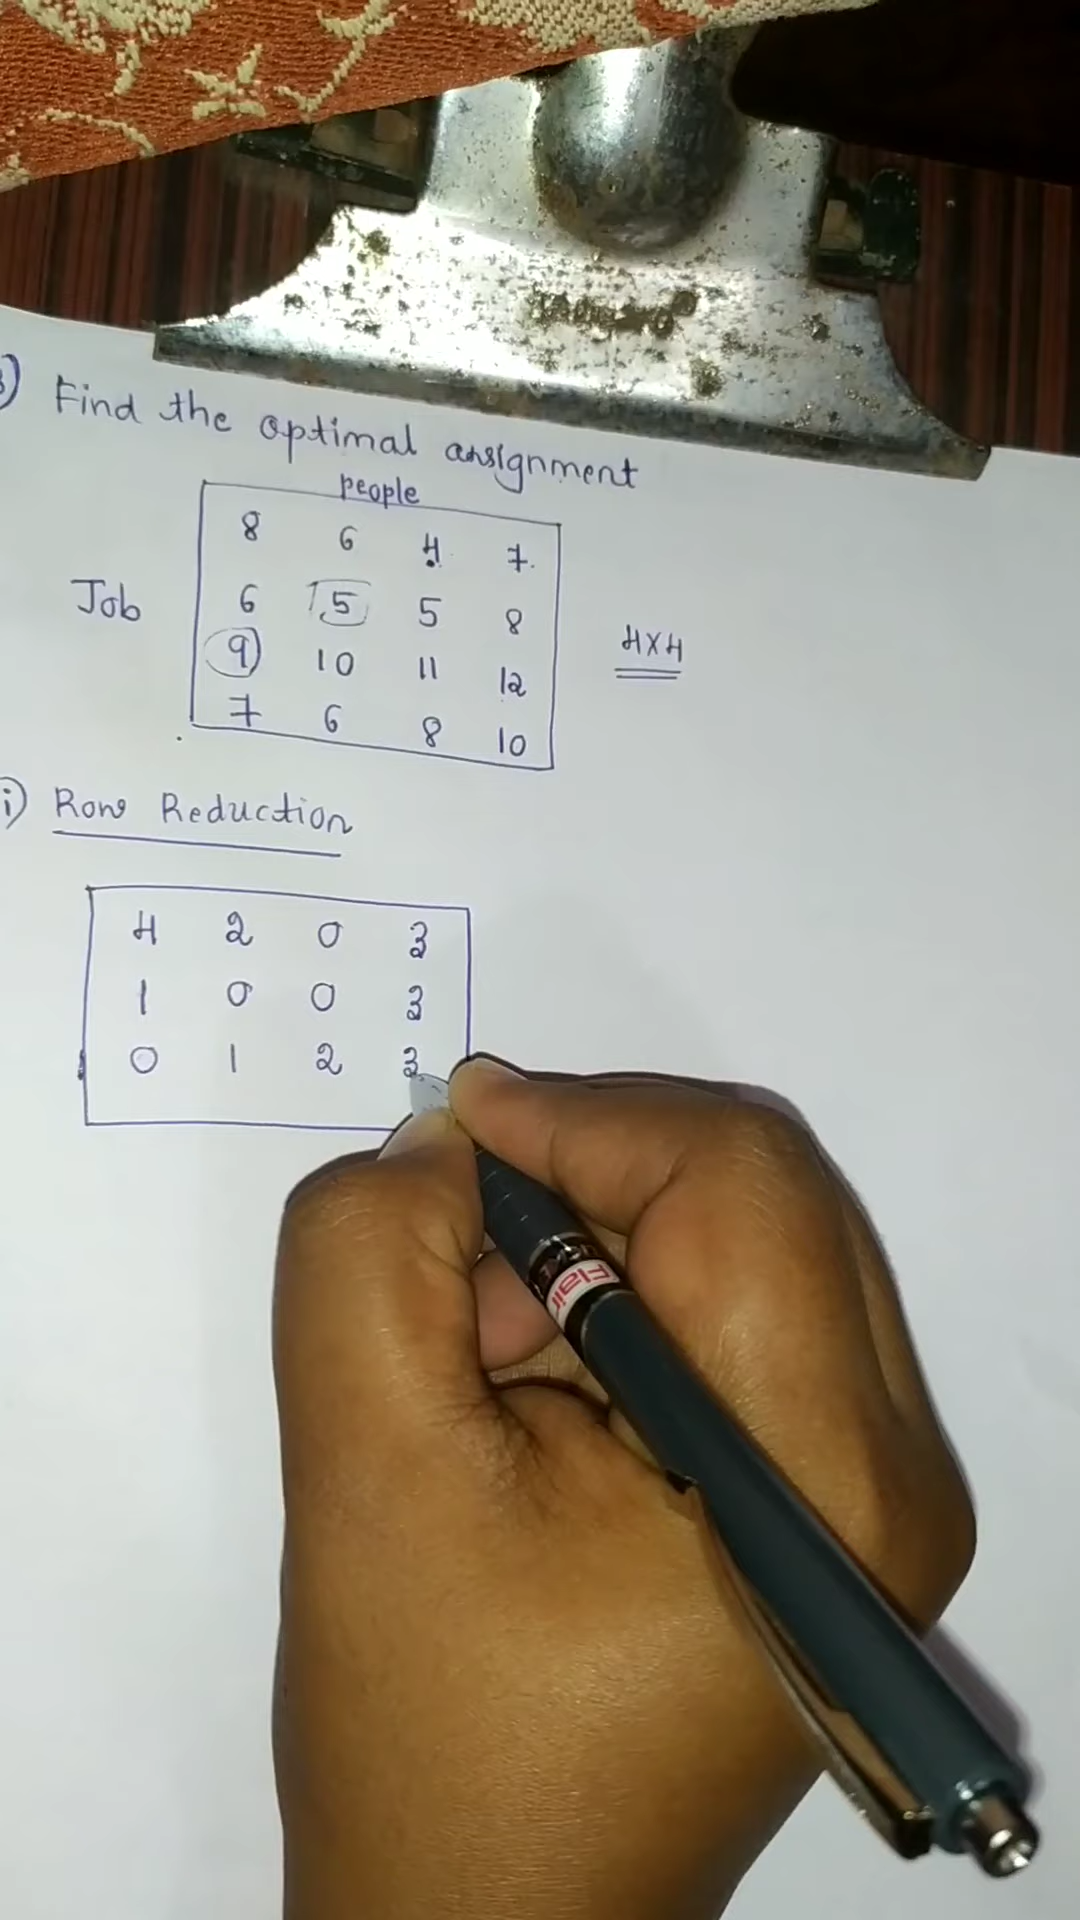 Find the optimal assignment
people
8 6 4 7
Job 6 5 5 8
4x4
9 10 11 12
7 6 8 10
i) Row Reduction
4 2 0 3
1 0 0 3
0 1 2 3
Flair